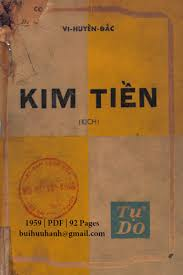 VI-HUYỀN-ĐẮC
KIM TIỀN
(KỊCH)
1959 | PDF | 92 Pages
buihuuhanh@gmail.com
TỰ
DO